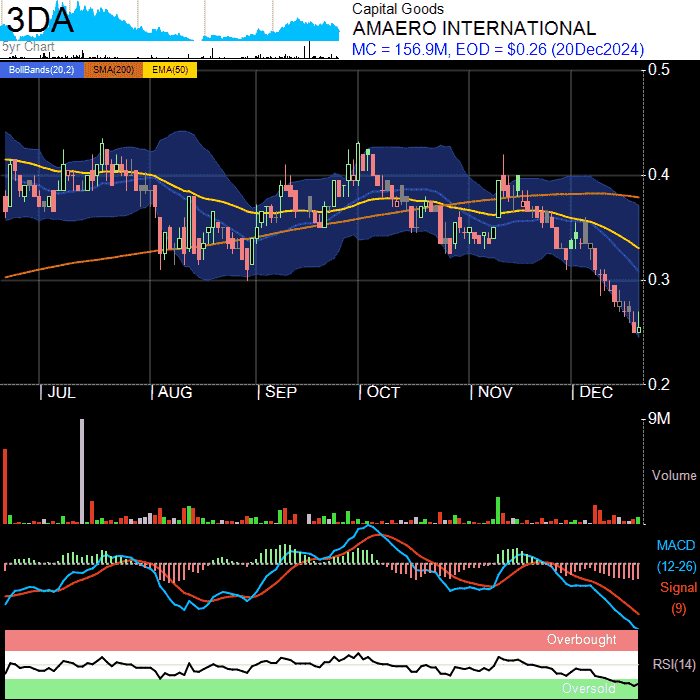 3DA
5yr Chart
Capital Goods
AMAERO INTERNATIONAL
MC = 156.9M, EOD = $0.26 (20Dec2024)
BollBands(20,2) SMA(200) EMA(50)
0.5
0.4
0.3
0.2
JUL AUG SEP OCT NOV DEC
9M
Volume
MACD
(12-26)
Signal
(9)
Overbought
RSI(14)
Oversold